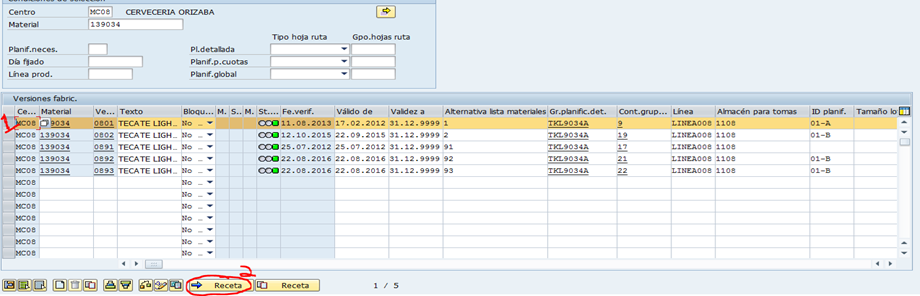 Condiciones de selección
Centro MC08 CERVECERIA ORIZABA
Material 139034
Tipo hoja ruta Gpo.hojas ruta
Planif.neces. Pl.detallada
Día fijado Planif.p.cuotas
Línea prod. Planif.global
Versiones fabric.
Ce... Material Ve... Texto Bloqu... M. S... M. St.... Fe.verif. Válido de Validez a Alternativa lista materiales Gr.planific.det. Cont.grup... Línea Almacén para tomas ID planif. Tamaño lo
1 MC08 9034 0801 TECATE LIGH... No ... 11.08.2013 17.02.2012 31.12.9999 1 TKL9034A 9 LINEA008 1108 01-A
MC08 139034 0802 TECATE LIGH... No ... 12.10.2015 22.09.2015 31.12.9999 2 TKL9034A 19 LINEA008 1108 01-B
MC08 139034 0891 TECATE LIGH... No ... 25.07.2012 25.07.2012 31.12.9999 91 TKL9034A 17 LINEA008 1108
MC08 139034 0892 TECATE LIGH... No ... 22.08.2016 22.08.2016 31.12.9999 92 TKL9034A 21 LINEA008 1108 01-B
MC08 139034 0893 TECATE LIGH... No ... 22.08.2016 22.08.2016 31.12.9999 93 TKL9034A 22 LINEA008 1108 01-B
MC08 No ...
MC08 No ...
MC08 No ...
MC08 No ...
MC08 No ...
MC08 No ...
MC08 No ...
2
Receta Receta 1 / 5